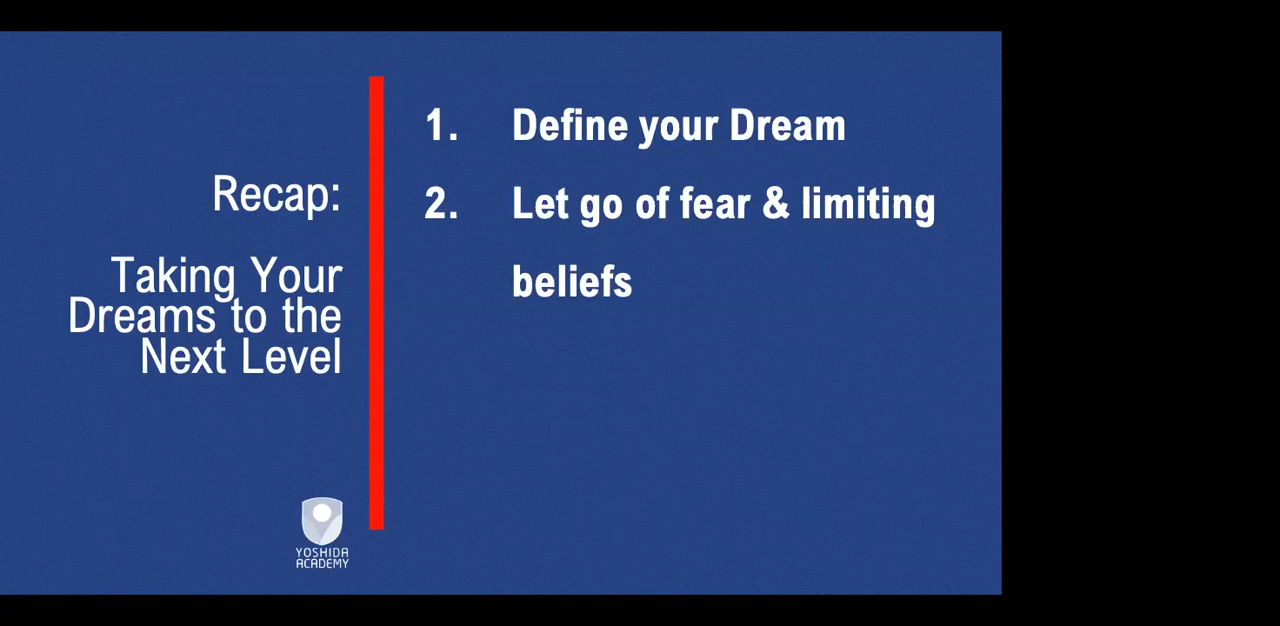 Recap:
Taking Your
Dreams to the
Next Level
YOSHIDA
ACADEMY
1. Define your Dream
2. Let go of fear & limiting
beliefs